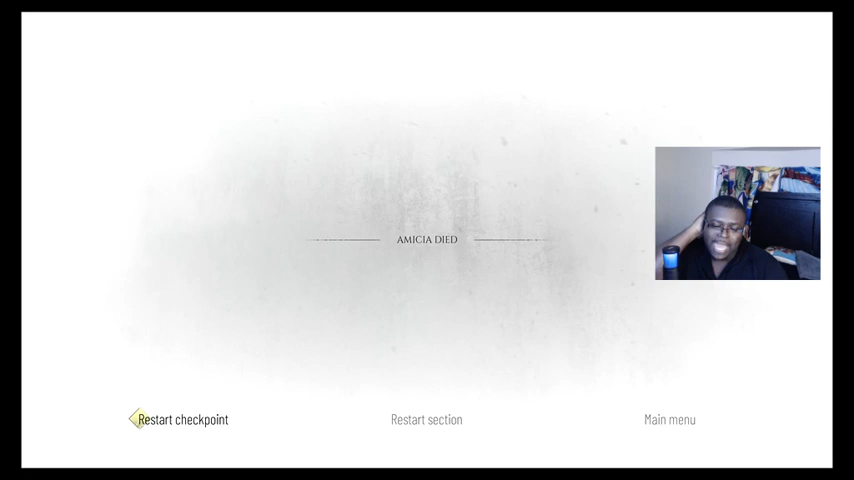 AMICIA DIED
Restart checkpoint
Restart section
Main menu